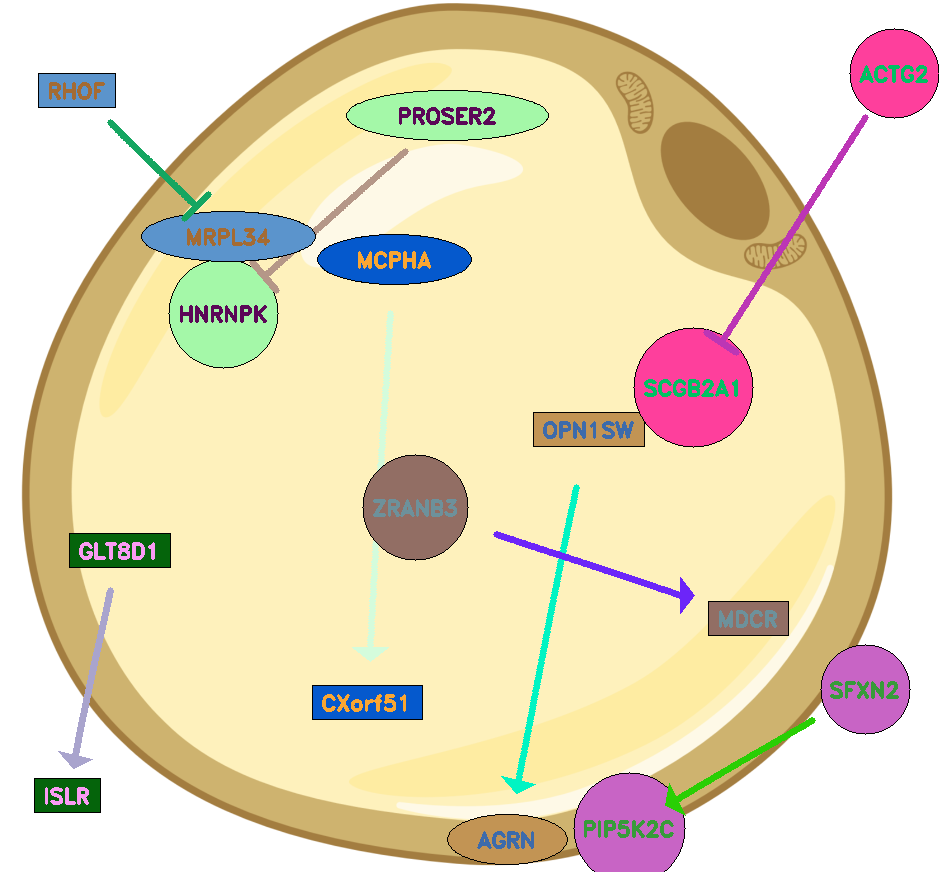 ACTG2
RHOF
PROSER2
MRPL34
MCPHA
HNRNPK
SCGB2A1
OPN1SW
ZRANB3
GLT8D1
MDCR
SFXN2
CXorf51
ISLR
PIP5K2C
AGRN